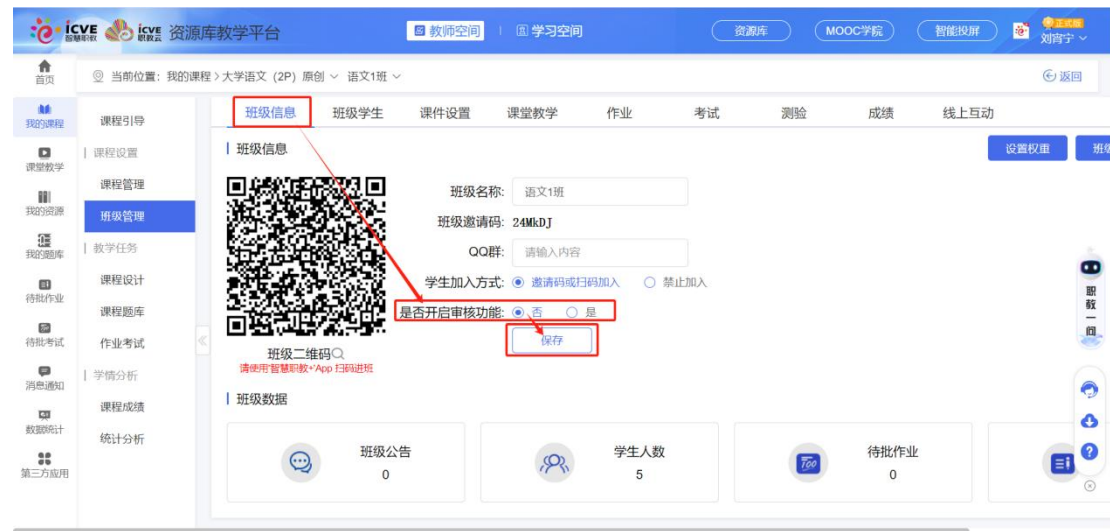 icve 智慧职教 icve 职教云 资源库教学平台 教师空间 学习空间 资源库 MOOC学院 智能投屏 正式版 刘宵宁
首页
当前位置: 我的课程 > 大学语文 (2P) 原创 语文1班
返回
我的课程
课堂教学
我的资源
我的题库
待批作业
待批考试
消息通知
数据统计
第三方应用
课程引导
课程设置
课程管理
班级管理
教学任务
课程设计
课程题库
作业考试
学情分析
课程成绩
统计分析
班级信息 班级学生 课件设置 课堂教学 作业 考试 测验 成绩 线上互动
班级信息
设置权重 班级
班级名称: 语文1班
班级邀请码: 24MkDJ
QQ群: 请输入内容
学生加入方式: 邀请码或扫码加入 禁止加入
是否开启审核功能: 否 是
保存
班级二维码
请使用"智慧职教+"App 扫码进班
班级数据
班级公告
0
学生人数
5
待批作业
0
职教一问